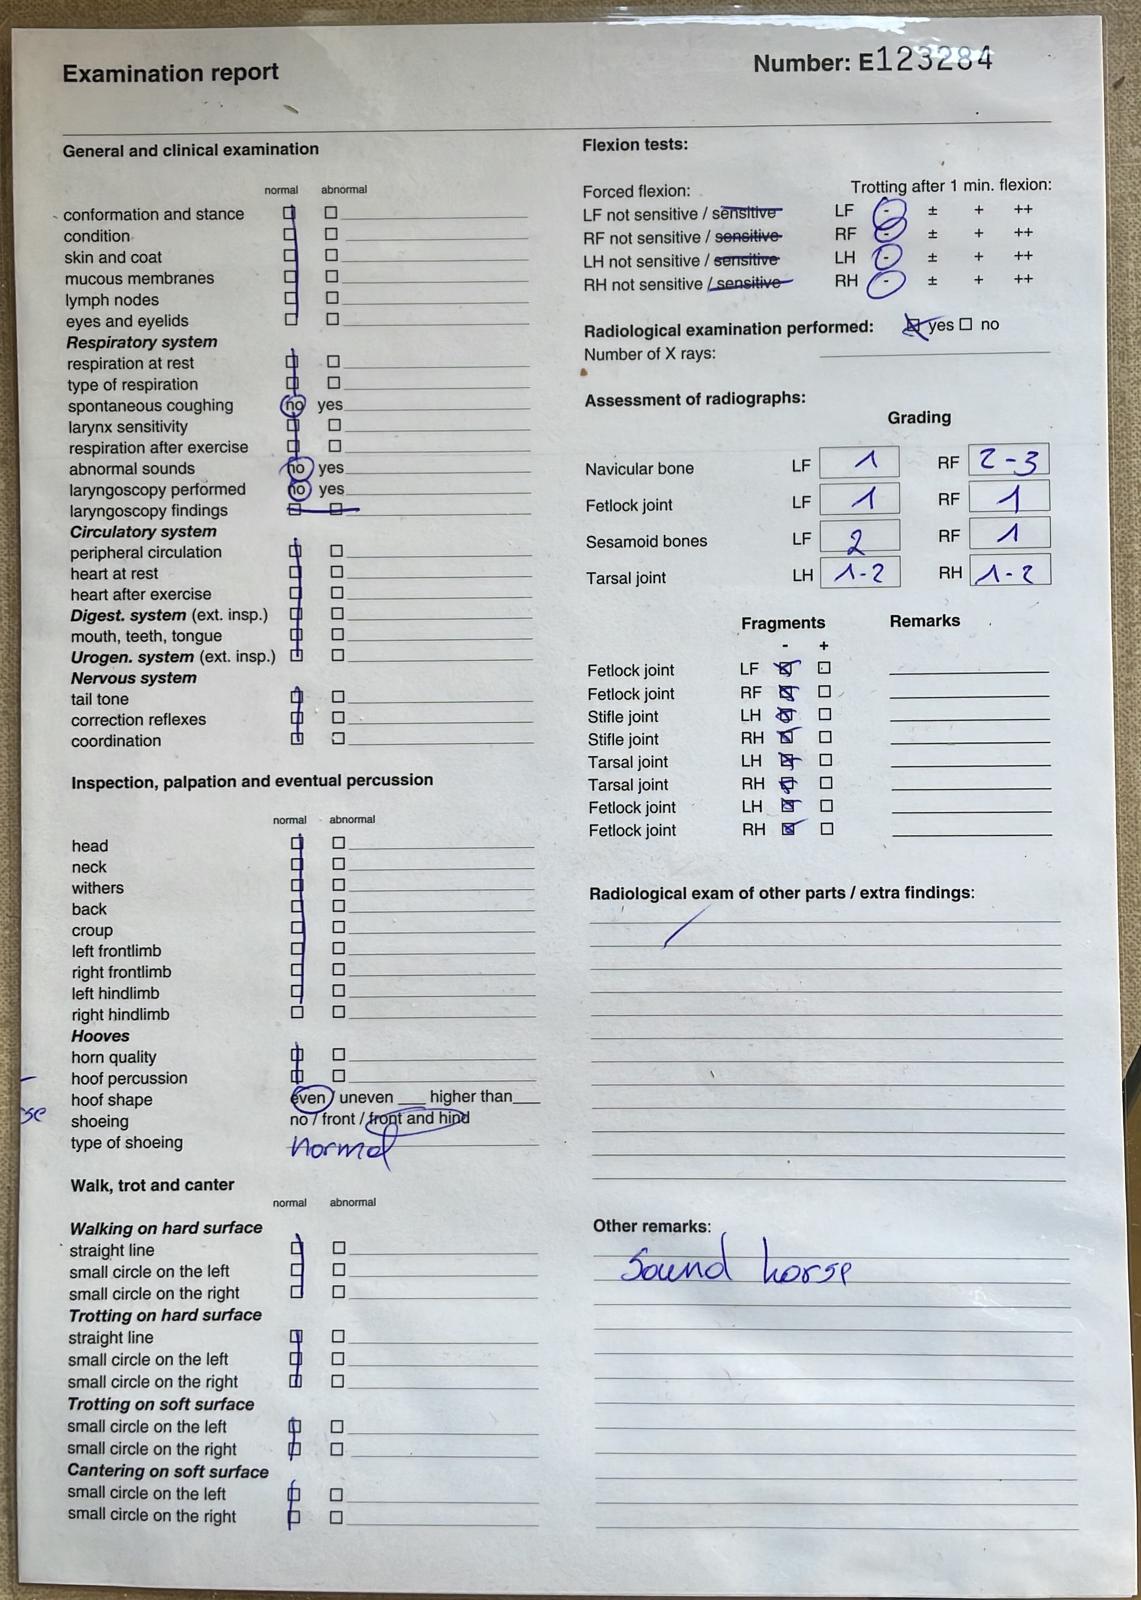 Examination report
Number: E123284
General and clinical examination
normal abnormal
conformation and stance
condition
skin and coat
mucous membranes
lymph nodes
eyes and eyelids
Respiratory system
respiration at rest
type of respiration
spontaneous coughing no yes
larynx sensitivity
respiration after exercise
abnormal sounds no yes
laryngoscopy performed no yes
laryngoscopy findings
Circulatory system
peripheral circulation
heart at rest
heart after exercise
Digest. system (ext. insp.)
mouth, teeth, tongue
Urogen. system (ext. insp.)
Nervous system
tail tone
correction reflexes
coordination
Inspection, palpation and eventual percussion
normal abnormal
head
neck
withers
back
croup
left frontlimb
right frontlimb
left hindlimb
right hindlimb
Hooves
horn quality
hoof percussion
hoof shape even / uneven ___ higher than___
se
shoeing no / front / front and hind
type of shoeing normal
Walk, trot and canter
normal abnormal
Walking on hard surface
straight line
small circle on the left
small circle on the right
Trotting on hard surface
straight line
small circle on the left
small circle on the right
Trotting on soft surface
small circle on the left
small circle on the right
Cantering on soft surface
small circle on the left
small circle on the right
Flexion tests:
Forced flexion: Trotting after 1 min. flexion:
LF not sensitive / sensitive LF - ± + ++
RF not sensitive / sensitive RF - ± + ++
LH not sensitive / sensitive LH - ± + ++
RH not sensitive / sensitive RH - ± + ++
Radiological examination performed: yes no
Number of X rays:
Assessment of radiographs:
Grading
Navicular bone LF 1 RF 2-3
Fetlock joint LF 1 RF 1
Sesamoid bones LF 2 RF 1
Tarsal joint LH 1-2 RH 1-2
Fragments Remarks
- +
Fetlock joint LF
Fetlock joint RF
Stifle joint LH
Stifle joint RH
Tarsal joint LH
Tarsal joint RH
Fetlock joint LH
Fetlock joint RH
Radiological exam of other parts / extra findings:
Other remarks:
Sound horse